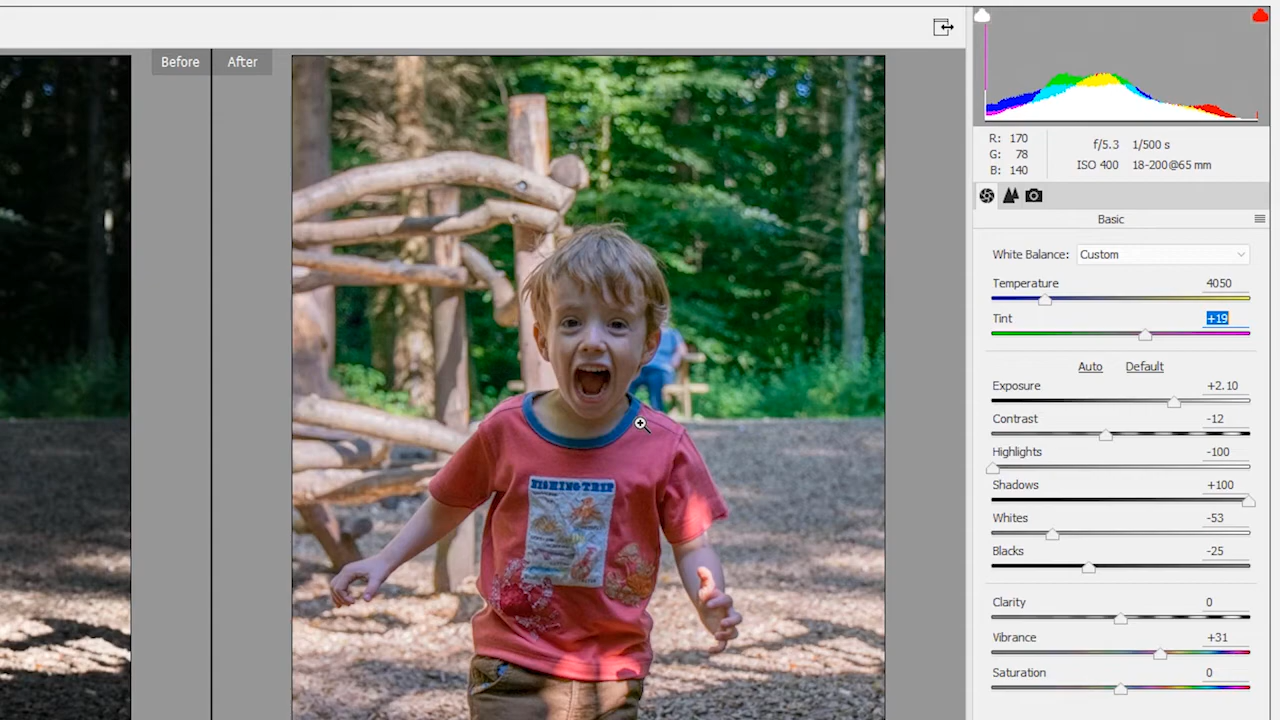 Before
After
R: 170
G: 78
B: 140
f/5.3 1/500 s
ISO 400 18-200@65 mm
Basic
White Balance: Custom
Temperature 4050
Tint +19
Auto Default
Exposure +2.10
Contrast -12
Highlights -100
Shadows +100
Whites -53
Blacks -25
Clarity 0
Vibrance +31
Saturation 0
FISHING TRIP